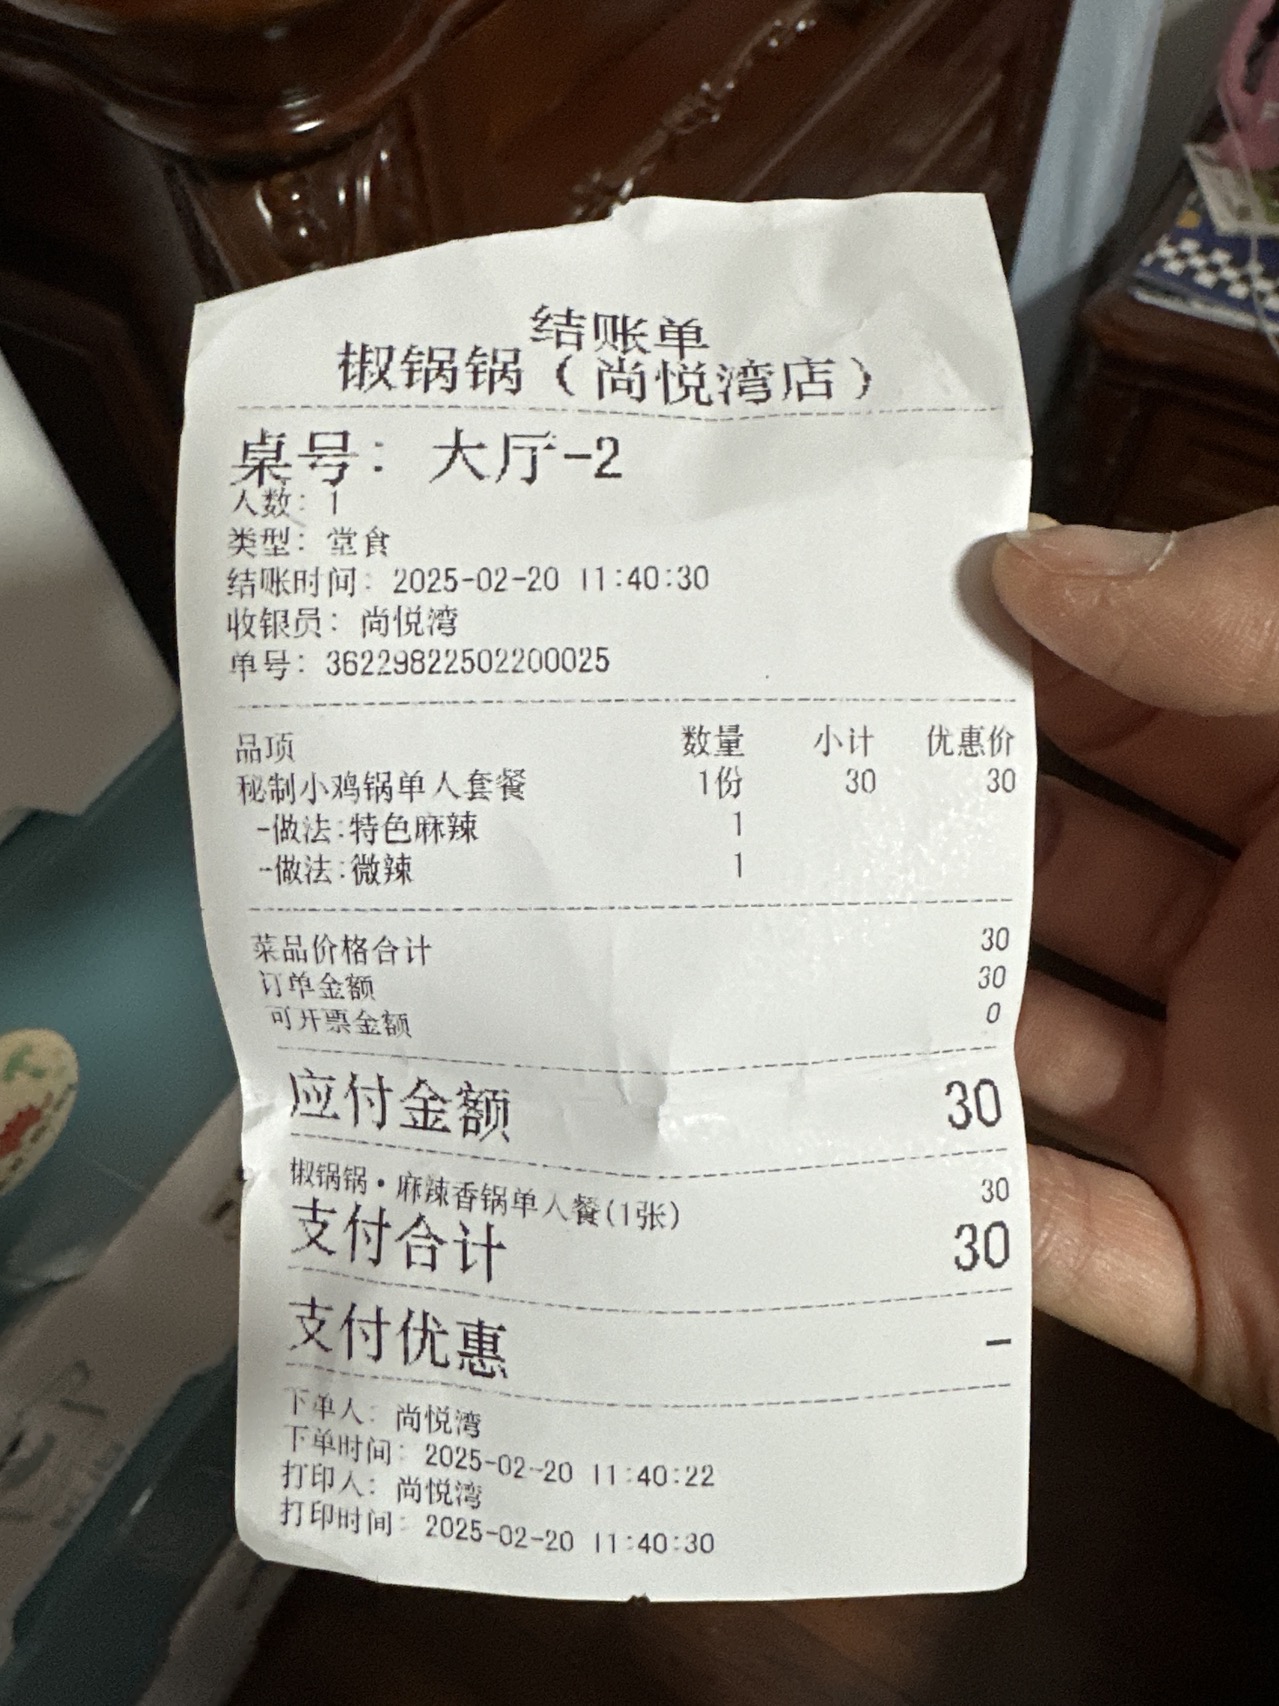 结账单
椒锅锅（尚悦湾店）
桌号：大厅-2
人数：1
类型：堂食
结账时间：2025-02-20 11:40:30
收银员：尚悦湾
单号：36229822502200025
品项 数量 小计 优惠价
秘制小鸡锅单人套餐 1份 30 30
-做法:特色麻辣 1
-做法:微辣 1
菜品价格合计 30
订单金额 30
可开票金额 0
应付金额 30
椒锅锅·麻辣香锅单人餐(1张) 30
支付合计 30
支付优惠 -
下单人：尚悦湾
下单时间：2025-02-20 11:40:22
打印人：尚悦湾
打印时间：2025-02-20 11:40:30